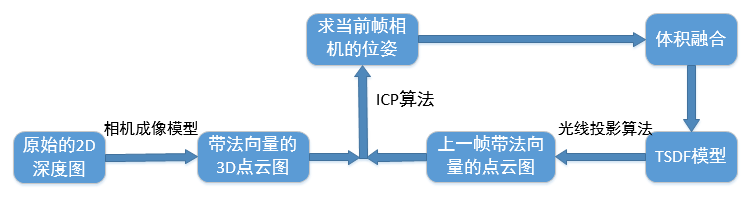 求当前帧相
机的位姿
体积融合
ICP算法
相机成像模型
光线投影算法
原始的2D
深度图
带法向量的
3D点云图
上一帧带法向
量的点云图
TSDF模型